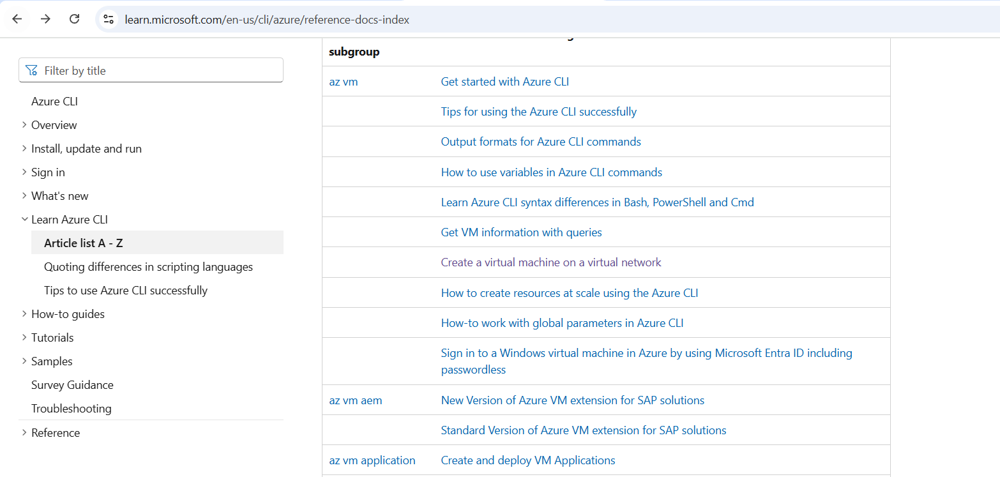 learn.microsoft.com/en-us/cli/azure/reference-docs-index
Filter by title
Azure CLI
Overview
Install, update and run
Sign in
What's new
Learn Azure CLI
Article list A - Z
Quoting differences in scripting languages
Tips to use Azure CLI successfully
How-to guides
Tutorials
Samples
Survey Guidance
Troubleshooting
Reference
subgroup
az vm Get started with Azure CLI
Tips for using the Azure CLI successfully
Output formats for Azure CLI commands
How to use variables in Azure CLI commands
Learn Azure CLI syntax differences in Bash, PowerShell and Cmd
Get VM information with queries
Create a virtual machine on a virtual network
How to create resources at scale using the Azure CLI
How-to work with global parameters in Azure CLI
Sign in to a Windows virtual machine in Azure by using Microsoft Entra ID including
passwordless
az vm aem New Version of Azure VM extension for SAP solutions
Standard Version of Azure VM extension for SAP solutions
az vm application Create and deploy VM Applications